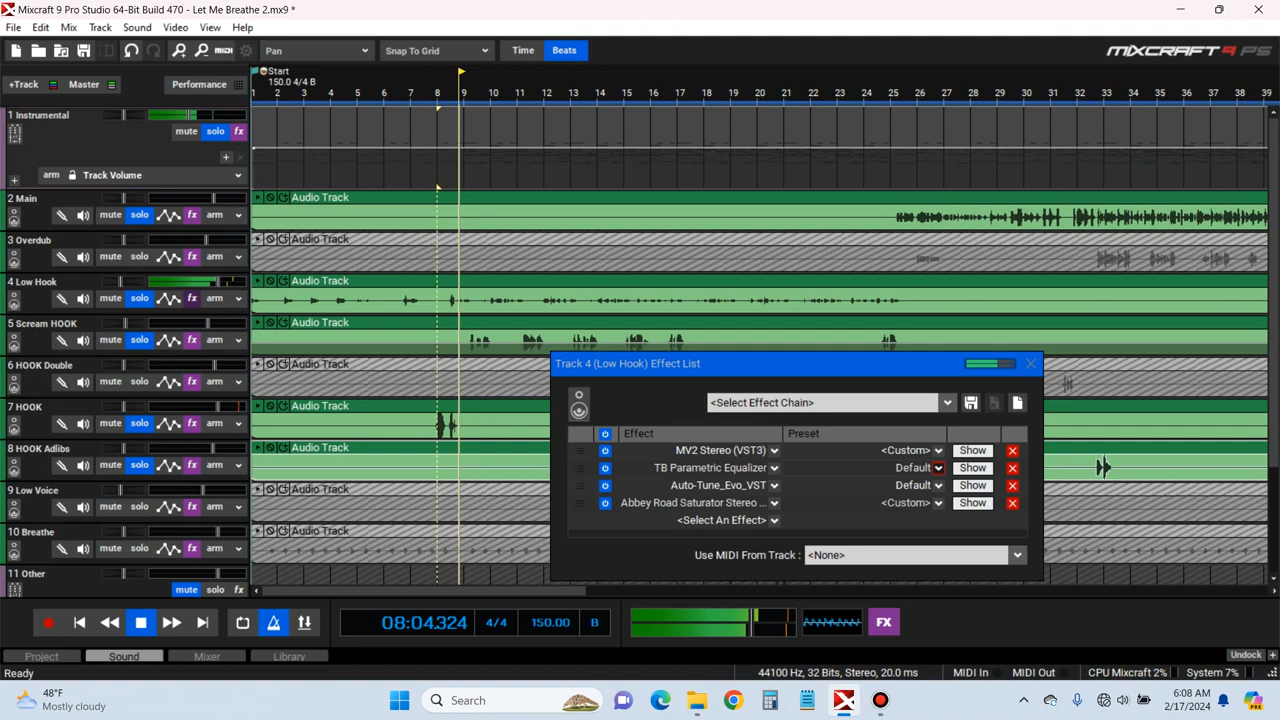 Mixcraft 9 Pro Studio 64-Bit Build 470 - Let Me Breathe 2.mx9 *
File Edit Mix Track Sound Video View Help
MIDI Pan Snap To Grid Time Beats MIXCRAFT 9 PS
+Track Master Performance
Start
150.0 4/4 B
1 2 3 4 5 6 7 8 9 10 11 12 13 14 15 16 17 18 19 20 21 22 23 24 25 26 27 28 29 30 31 32 33 34 35 36 37 38 39
1 Instrumental
mute solo fx
arm Track Volume
2 Main Audio Track
mute solo fx arm
3 Overdub Audio Track
mute solo fx arm
4 Low Hook Audio Track
mute solo fx arm
5 Scream HOOK Audio Track
mute solo fx arm
6 HOOK Double Audio Track
mute solo fx arm
7 HOOK Audio Track
mute solo fx arm
8 HOOK Adlibs Audio Track
mute solo fx arm
9 Low Voice Audio Track
mute solo fx arm
10 Breathe Audio Track
mute solo fx arm
11 Other
mute solo fx
Track 4 (Low Hook) Effect List
<Select Effect Chain>
Effect Preset
MV2 Stereo (VST3) <Custom> Show
TB Parametric Equalizer Default Show
Auto-Tune_Evo_VST Default Show
Abbey Road Saturator Stereo ... <Custom> Show
<Select An Effect>
Use MIDI From Track : <None>
08:04.324 4/4 150.00 B FX
Project Sound Mixer Library Undock
Ready 44100 Hz, 32 Bits, Stereo, 20.0 ms MIDI In MIDI Out CPU Mixcraft 2% System 7%
48°F
Mostly cloudy
Search
6:08 AM
2/17/2024
PRE